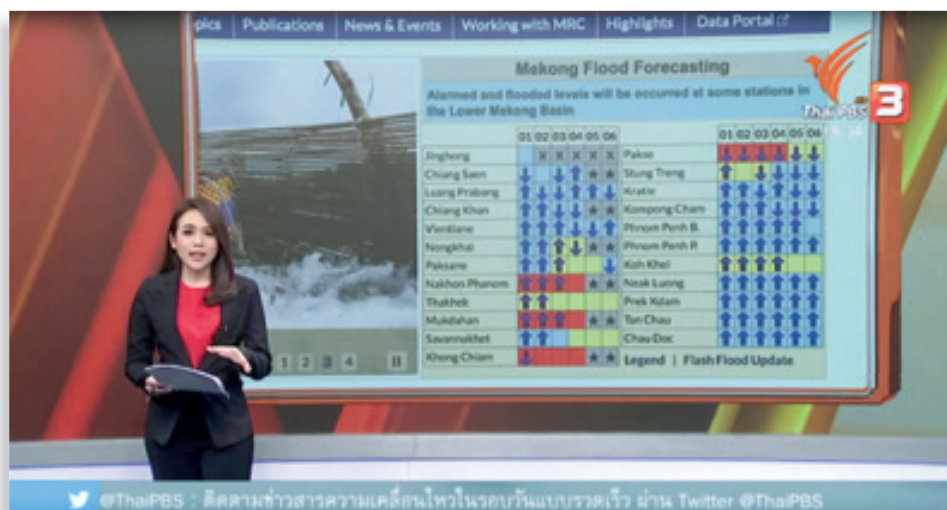 pics Publications News & Events Working with MRC Highlights Data Portal
Mekong Flood Forecasting
Alarmed and flooded levels will be occurred at some stations in
the Lower Mekong Basin
ThaiPBS 3
01 02 03 04 05 06 01 02 03 04 05 06
Jinghong X X X X X Pakse
Chiang Saen Stung Treng
Luang Prabang Kratie
Chiang Khan Kompong Cham
Vientiane Phnom Penh B.
Nongkhai Phnom Penh P.
Paksane Koh Khel
Nakhon Phanom Neak Luong
Thakhek Prek Kdam
Mukdahan Tan Chau
Savannakhet Chau Doc
Khong Chiam Legend | Flash Flood Update
1 2 3 4
@ThaiPBS : ติดตามข่าวสารความเคลื่อนไหวในรอบวันแบบรวดเร็ว ผ่าน Twitter @ThaiPBS